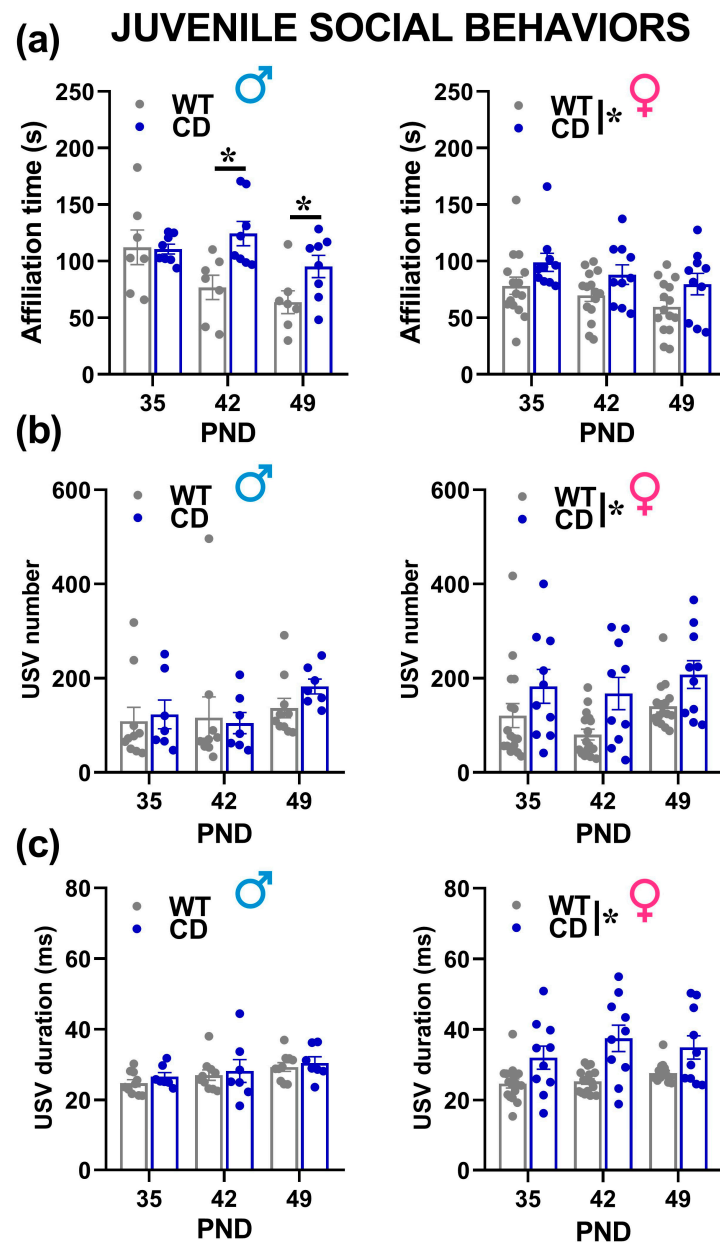 (a) JUVENILE SOCIAL BEHAVIORS
Affiliation time (s)
250
200
150
100
50
0
WT
CD
*
*
35 42 49
PND
Affiliation time (s)
250
200
150
100
50
0
WT
CD
*
35 42 49
PND
(b)
USV number
600
400
200
0
WT
CD
35 42 49
PND
USV number
600
400
200
0
WT
CD
*
35 42 49
PND
(c)
USV duration (ms)
80
60
40
20
0
WT
CD
35 42 49
PND
USV duration (ms)
80
60
40
20
0
WT
CD
*
35 42 49
PND